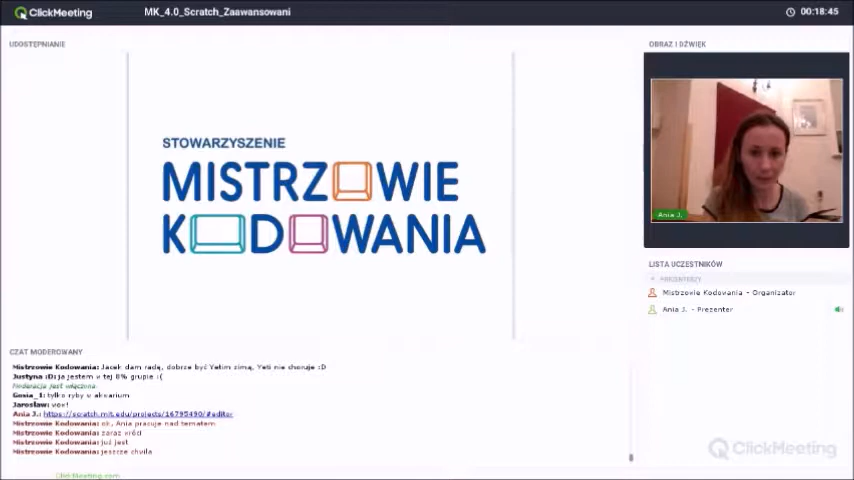 ClickMeeting
MK_4.0_Scratch_Zaawansowani
00:18:45
UDOSTĘPNIANIE
OBRAZ I DŹWIĘK
STOWARZYSZENIE
MISTRZOWIE
KODOWANIA
Ania J.
LISTA UCZESTNIKÓW
PREZENTERZY
Mistrzowie Kodowania - Organizator
Ania J. - Prezenter
CZAT MODEROWANY
Mistrzowie Kodowania: Jacek dam radę, dobrze być Yetim zimą, Yeti nie choruje :D
Justyna :D: ja jestem w tej 8% grupie :(
Moderacja jest włączona.
Gosia_1: tylko ryby w akwarium
Jarosław: wow!
Ania J.: https://scratch.mit.edu/projects/16795490/#editor
Mistrzowie Kodowania: ok, Ania pracuje nad tematem
Mistrzowie Kodowania: zaraz wróci
Mistrzowie Kodowania: już jest
Mistrzowie Kodowania: jeszcze chwila
ClickMeeting.com
ClickMeeting